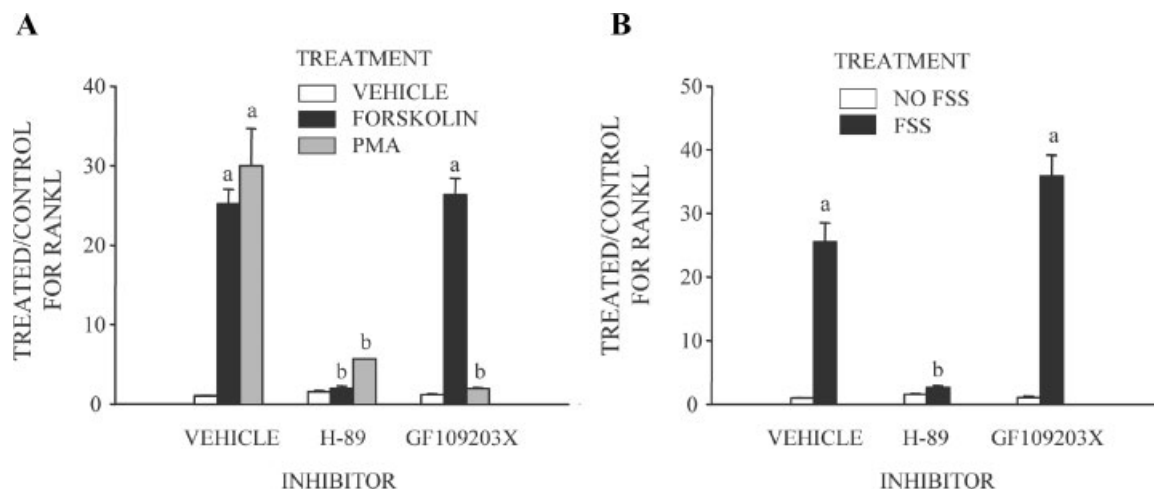 A
TREATMENT
VEHICLE
FORSKOLIN
PMA
TREATED/CONTROL
FOR RANKL
40
30
20
10
0
a
a
b
b
a
b
VEHICLE
H-89
GF109203X
INHIBITOR
B
TREATMENT
NO FSS
FSS
TREATED/CONTROL
FOR RANKL
50
40
30
20
10
0
a
b
a
VEHICLE
H-89
GF109203X
INHIBITOR